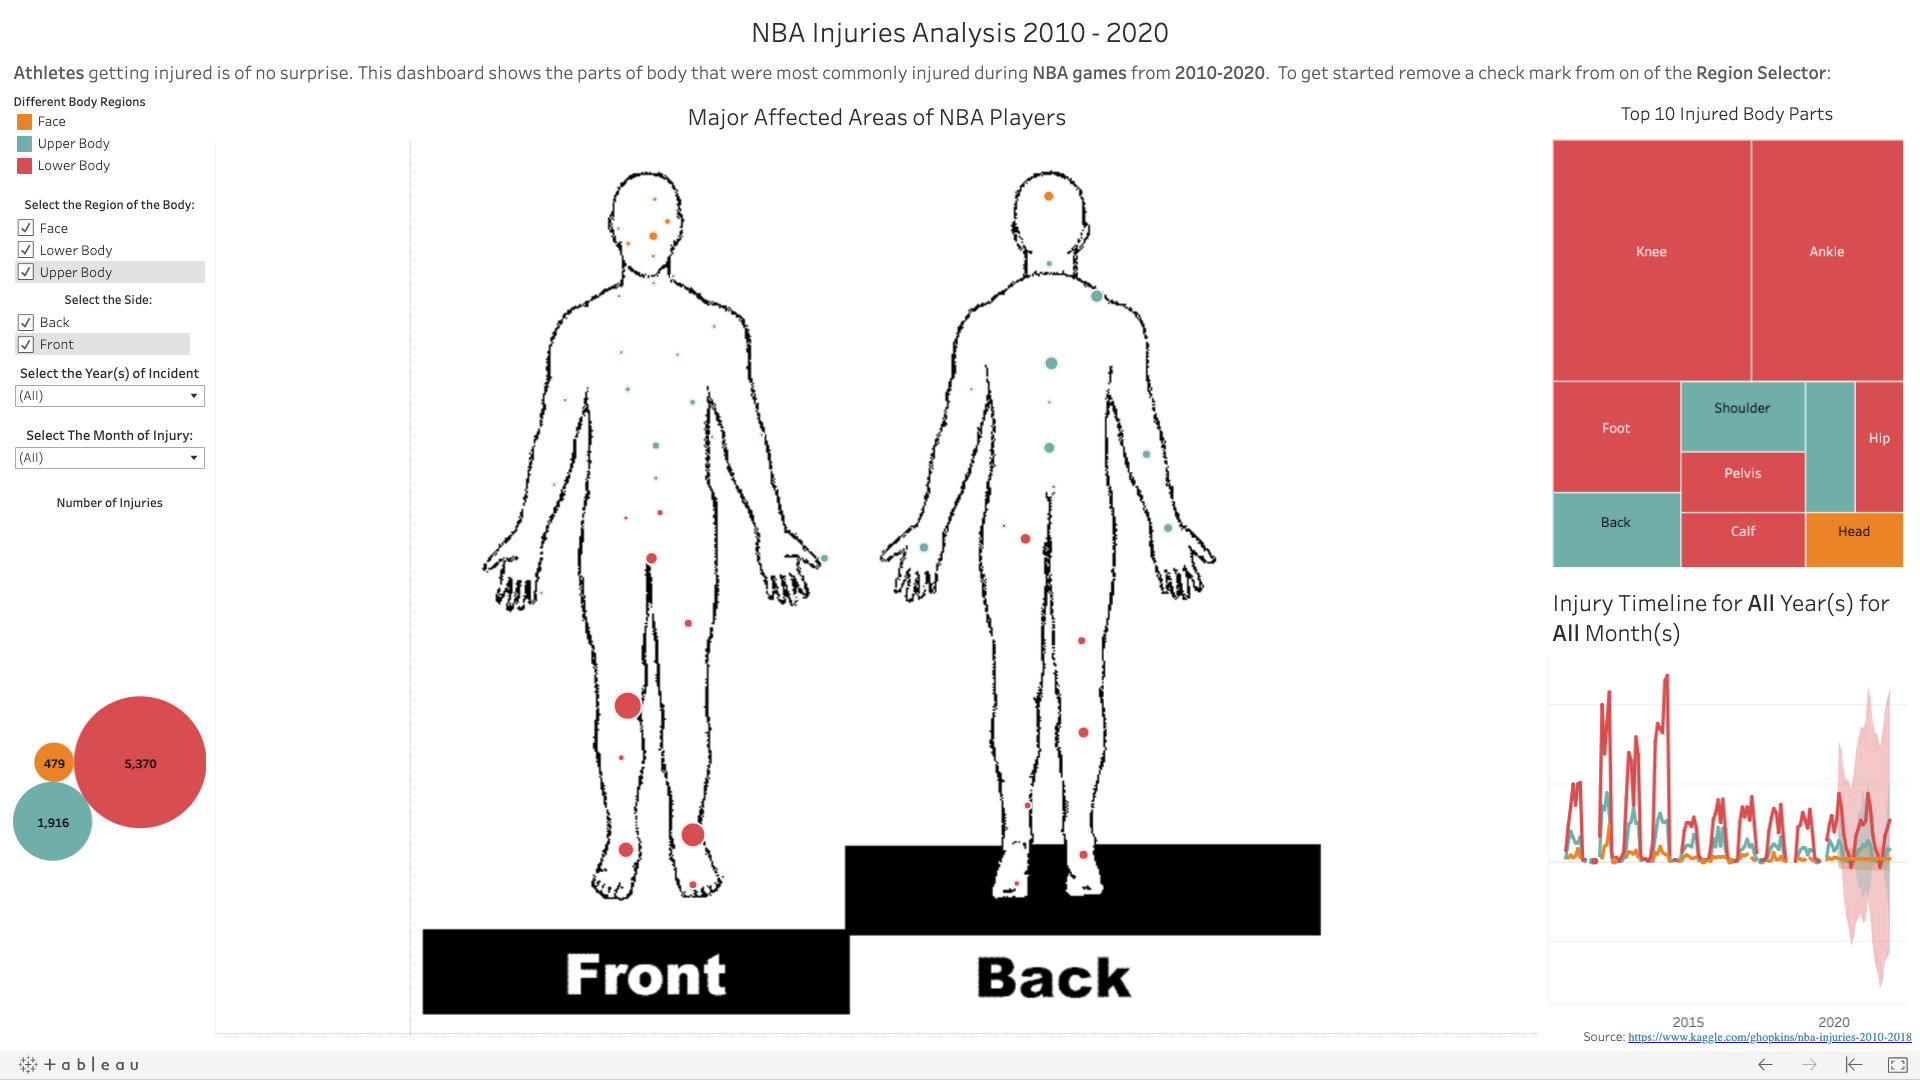 NBA Injuries Analysis 2010 - 2020
Athletes getting injured is of no surprise. This dashboard shows the parts of body that were most commonly injured during NBA games from 2010-2020.  To get started remove a check mark from on of the Region Selector:
Different Body Regions
Face
Upper Body
Lower Body
Select the Region of the Body:
Face
Lower Body
Upper Body
Select the Side:
Back
Front
Select the Year(s) of Incident
(All)
Select The Month of Injury:
(All)
Number of Injuries
479
5,370
1,916
Major Affected Areas of NBA Players
Front
Back
Top 10 Injured Body Parts
Knee
Ankle
Foot
Shoulder
Hip
Pelvis
Back
Calf
Head
Injury Timeline for All Year(s) for
All Month(s)
2015
2020
Source: https://www.kaggle.com/ghopkins/nba-injuries-2010-2018
+ableau